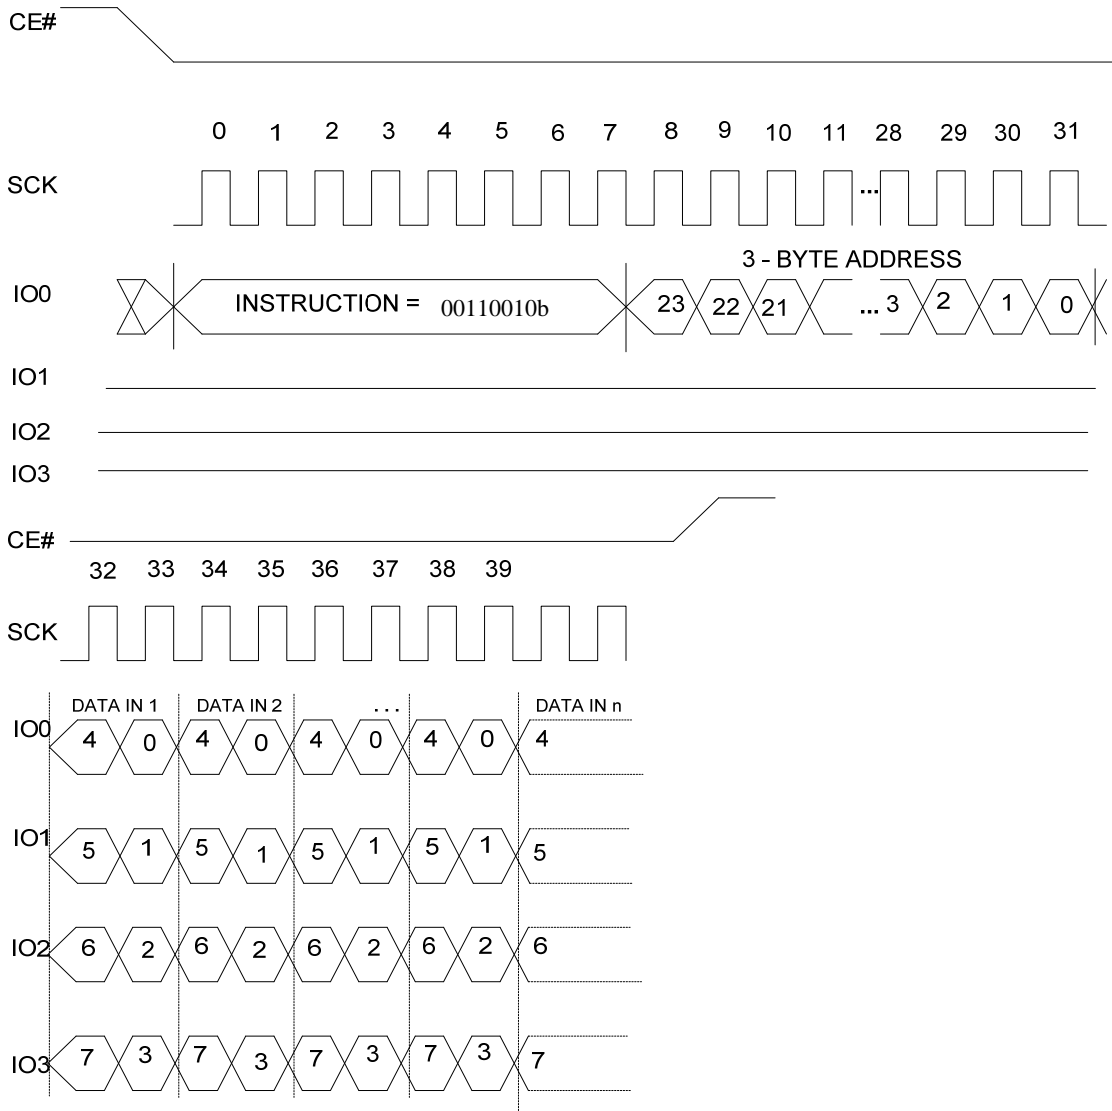 CE#
0 1 2 3 4 5 6 7 8 9 10 11 28 29 30 31
SCK ...
3 - BYTE ADDRESS
IO0 INSTRUCTION = 00110010b 23 22 21 ... 3 2 1 0
IO1
IO2
IO3
CE#
32 33 34 35 36 37 38 39
SCK
DATA IN 1 DATA IN 2 ... DATA IN n
IO0 4 0 4 0 4 0 4 0 4
IO1 5 1 5 1 5 1 5 1 5
IO2 6 2 6 2 6 2 6 2 6
IO3 7 3 7 3 7 3 7 3 7